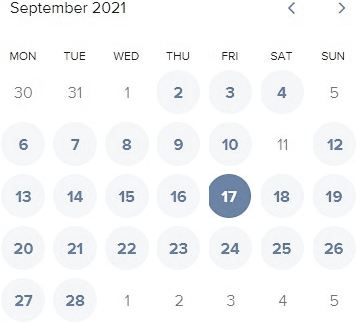 September 2021
MON TUE WED THU FRI SAT SUN
30 31 1 2 3 4 5
6 7 8 9 10 11 12
13 14 15 16 17 18 19
20 21 22 23 24 25 26
27 28 1 2 3 4 5